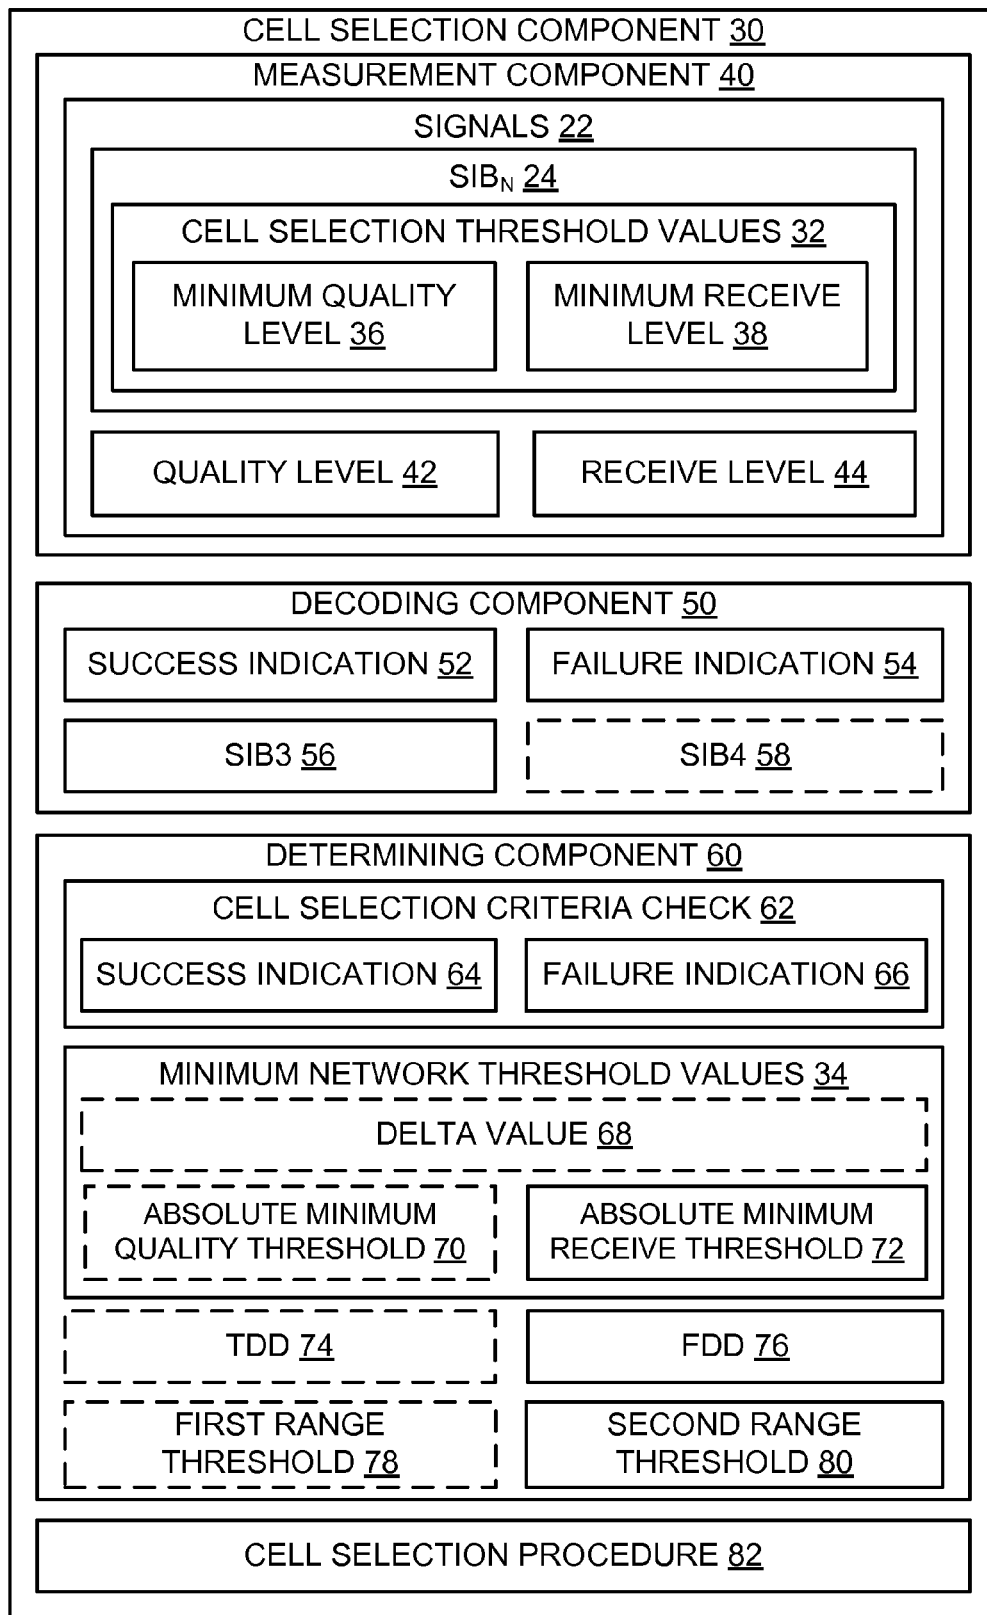 CELL SELECTION COMPONENT 30
MEASUREMENT COMPONENT 40
SIGNALS 22
SIBN 24
CELL SELECTION THRESHOLD VALUES 32
MINIMUM QUALITY
LEVEL 36
MINIMUM RECEIVE
LEVEL 38
QUALITY LEVEL 42
RECEIVE LEVEL 44
DECODING COMPONENT 50
SUCCESS INDICATION 52
FAILURE INDICATION 54
SIB3 56
SIB4 58
DETERMINING COMPONENT 60
CELL SELECTION CRITERIA CHECK 62
SUCCESS INDICATION 64
FAILURE INDICATION 66
MINIMUM NETWORK THRESHOLD VALUES 34
DELTA VALUE 68
ABSOLUTE MINIMUM
QUALITY THRESHOLD 70
ABSOLUTE MINIMUM
RECEIVE THRESHOLD 72
TDD 74
FDD 76
FIRST RANGE
THRESHOLD 78
SECOND RANGE
THRESHOLD 80
CELL SELECTION PROCEDURE 82